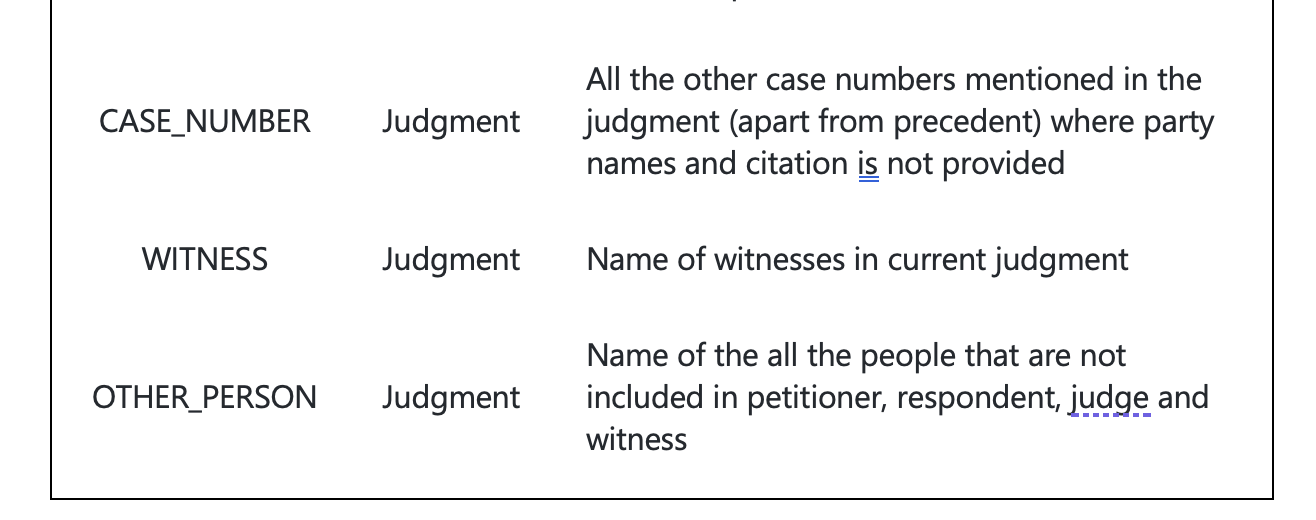 All the other case numbers mentioned in the
CASE_NUMBER Judgment judgment (apart from precedent) where party
names and citation is not provided
WITNESS Judgment Name of witnesses in current judgment
Name of the all the people that are not
OTHER_PERSON Judgment included in petitioner, respondent, judge and
witness